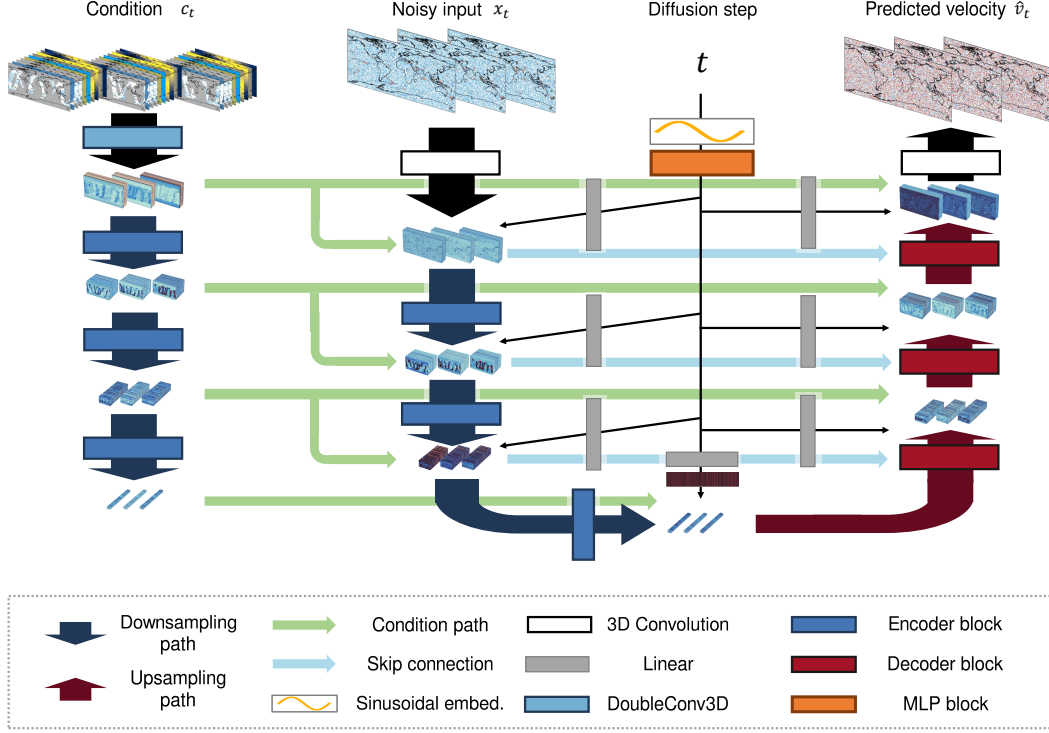 Condition c_t
Noisy input x_t
Diffusion step
Predicted velocity v̂_t
t
Downsampling path
Condition path
3D Convolution
Encoder block
Skip connection
Linear
Decoder block
Upsampling path
Sinusoidal embed.
DoubleConv3D
MLP block